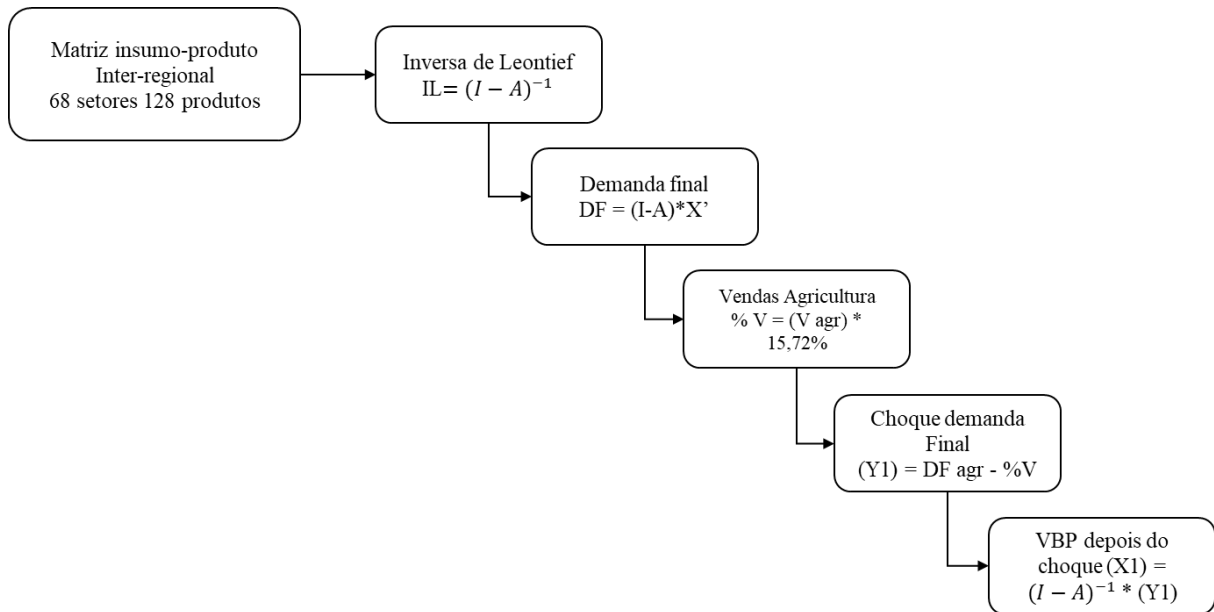 Matriz insumo-produto
Inter-regional
68 setores 128 produtos
Inversa de Leontief
IL= (𝐼 − 𝐴)⁻¹
Demanda final
DF = (I-A)*X’
Vendas Agricultura
% V = (V agr) *
15,72%
Choque demanda
Final
(Y1) = DF agr - %V
VBP depois do
choque (X1) =
(𝐼 − 𝐴)⁻¹ * (Y1)